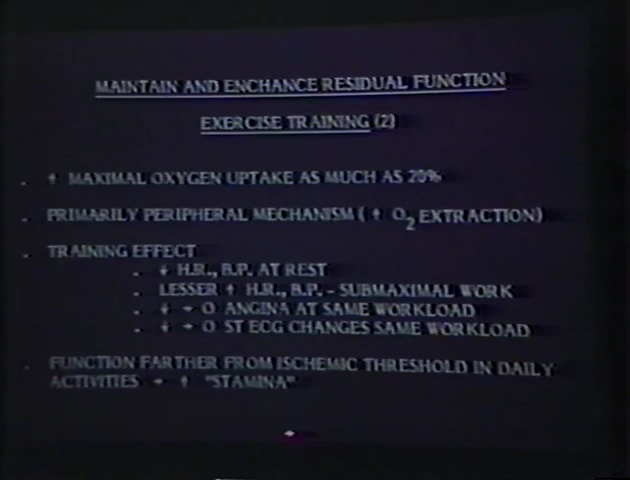 MAINTAIN AND ENCHANCE RESIDUAL FUNCTION
EXERCISE TRAINING (2)
. ↑ MAXIMAL OXYGEN UPTAKE AS MUCH AS 20%
. PRIMARILY PERIPHERAL MECHANISM ( ↑ O2 EXTRACTION)
. TRAINING EFFECT
. ↓ H.R., B.P. AT REST
. LESSER ↑ H.R., B.P. - SUBMAXIMAL WORK
. ↓ → O ANGINA AT SAME WORKLOAD
. ↓ → O ST ECG CHANGES SAME WORKLOAD
. FUNCTION FARTHER FROM ISCHEMIC THRESHOLD IN DAILY
ACTIVITIES → ↑ "STAMINA"